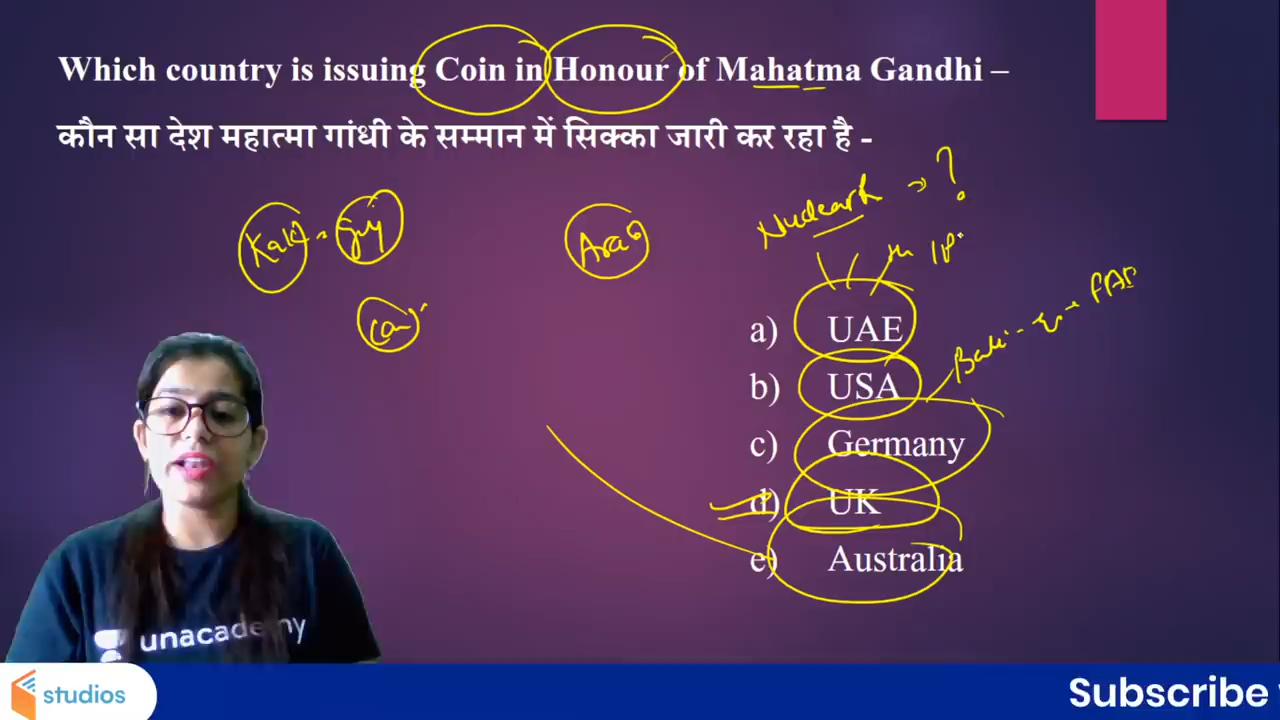 Which country is issuing Coin in Honour of Mahatma Gandhi –
कौन सा देश महात्मा गांधी के सम्मान में सिक्का जारी कर रहा है -
?
Arab
a) UAE
b) USA
c) Germany
d) UK
e) Australia
unacademy
studios
Subscribe